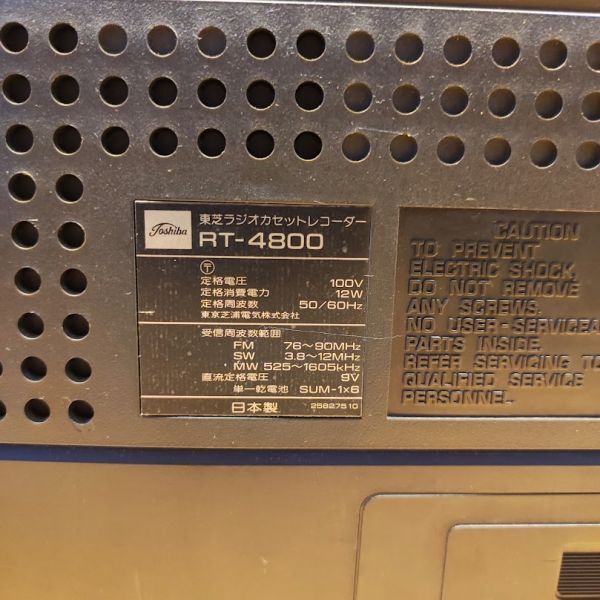 Toshiba
東芝ラジオカセットレコーダー
RT-4800
〒
定格電圧 100V
定格消費電力 12W
定格周波数 50/60Hz
東京芝浦電気株式会社
受信周波数範囲
FM 76~90MHz
SW 3.8~12MHz
MW 525~1605kHz
直流定格電圧 9V
単一乾電池 SUM-1×6
日本製 25827510
CAUTION
TO PREVENT
ELECTRIC SHOCK
DO NOT REMOVE
ANY SCREWS.
NO USER-SERVICEA
PARTS INSIDE.
REFER SERVICING TO
QUALIFIED SERVICE
PERSONNEL.